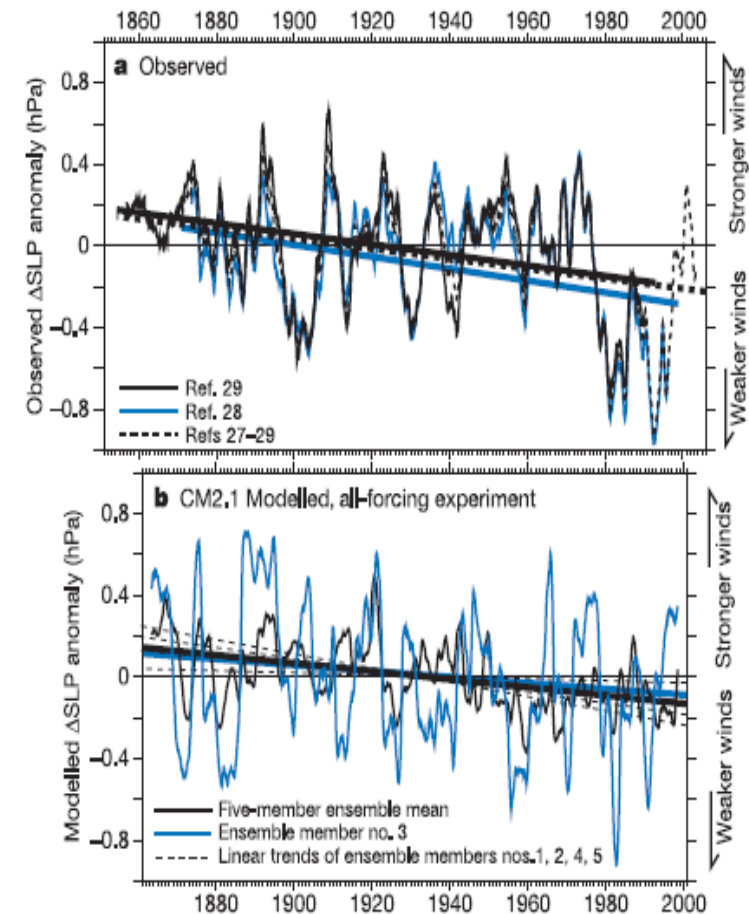 1860 1880 1900 1920 1940 1960 1980 2000
a Observed
0.8
0.4
0
−0.4
−0.8
Observed ΔSLP anomaly (hPa)
Stronger winds
Weaker winds
Ref. 29
Ref. 28
Refs 27–29
b CM2.1 Modelled, all-forcing experiment
0.8
0.4
0
−0.4
−0.8
Modelled ΔSLP anomaly (hPa)
Stronger winds
Weaker winds
Five-member ensemble mean
Ensemble member no. 3
Linear trends of ensemble members nos. 1, 2, 4, 5
1880 1900 1920 1940 1960 1980 2000